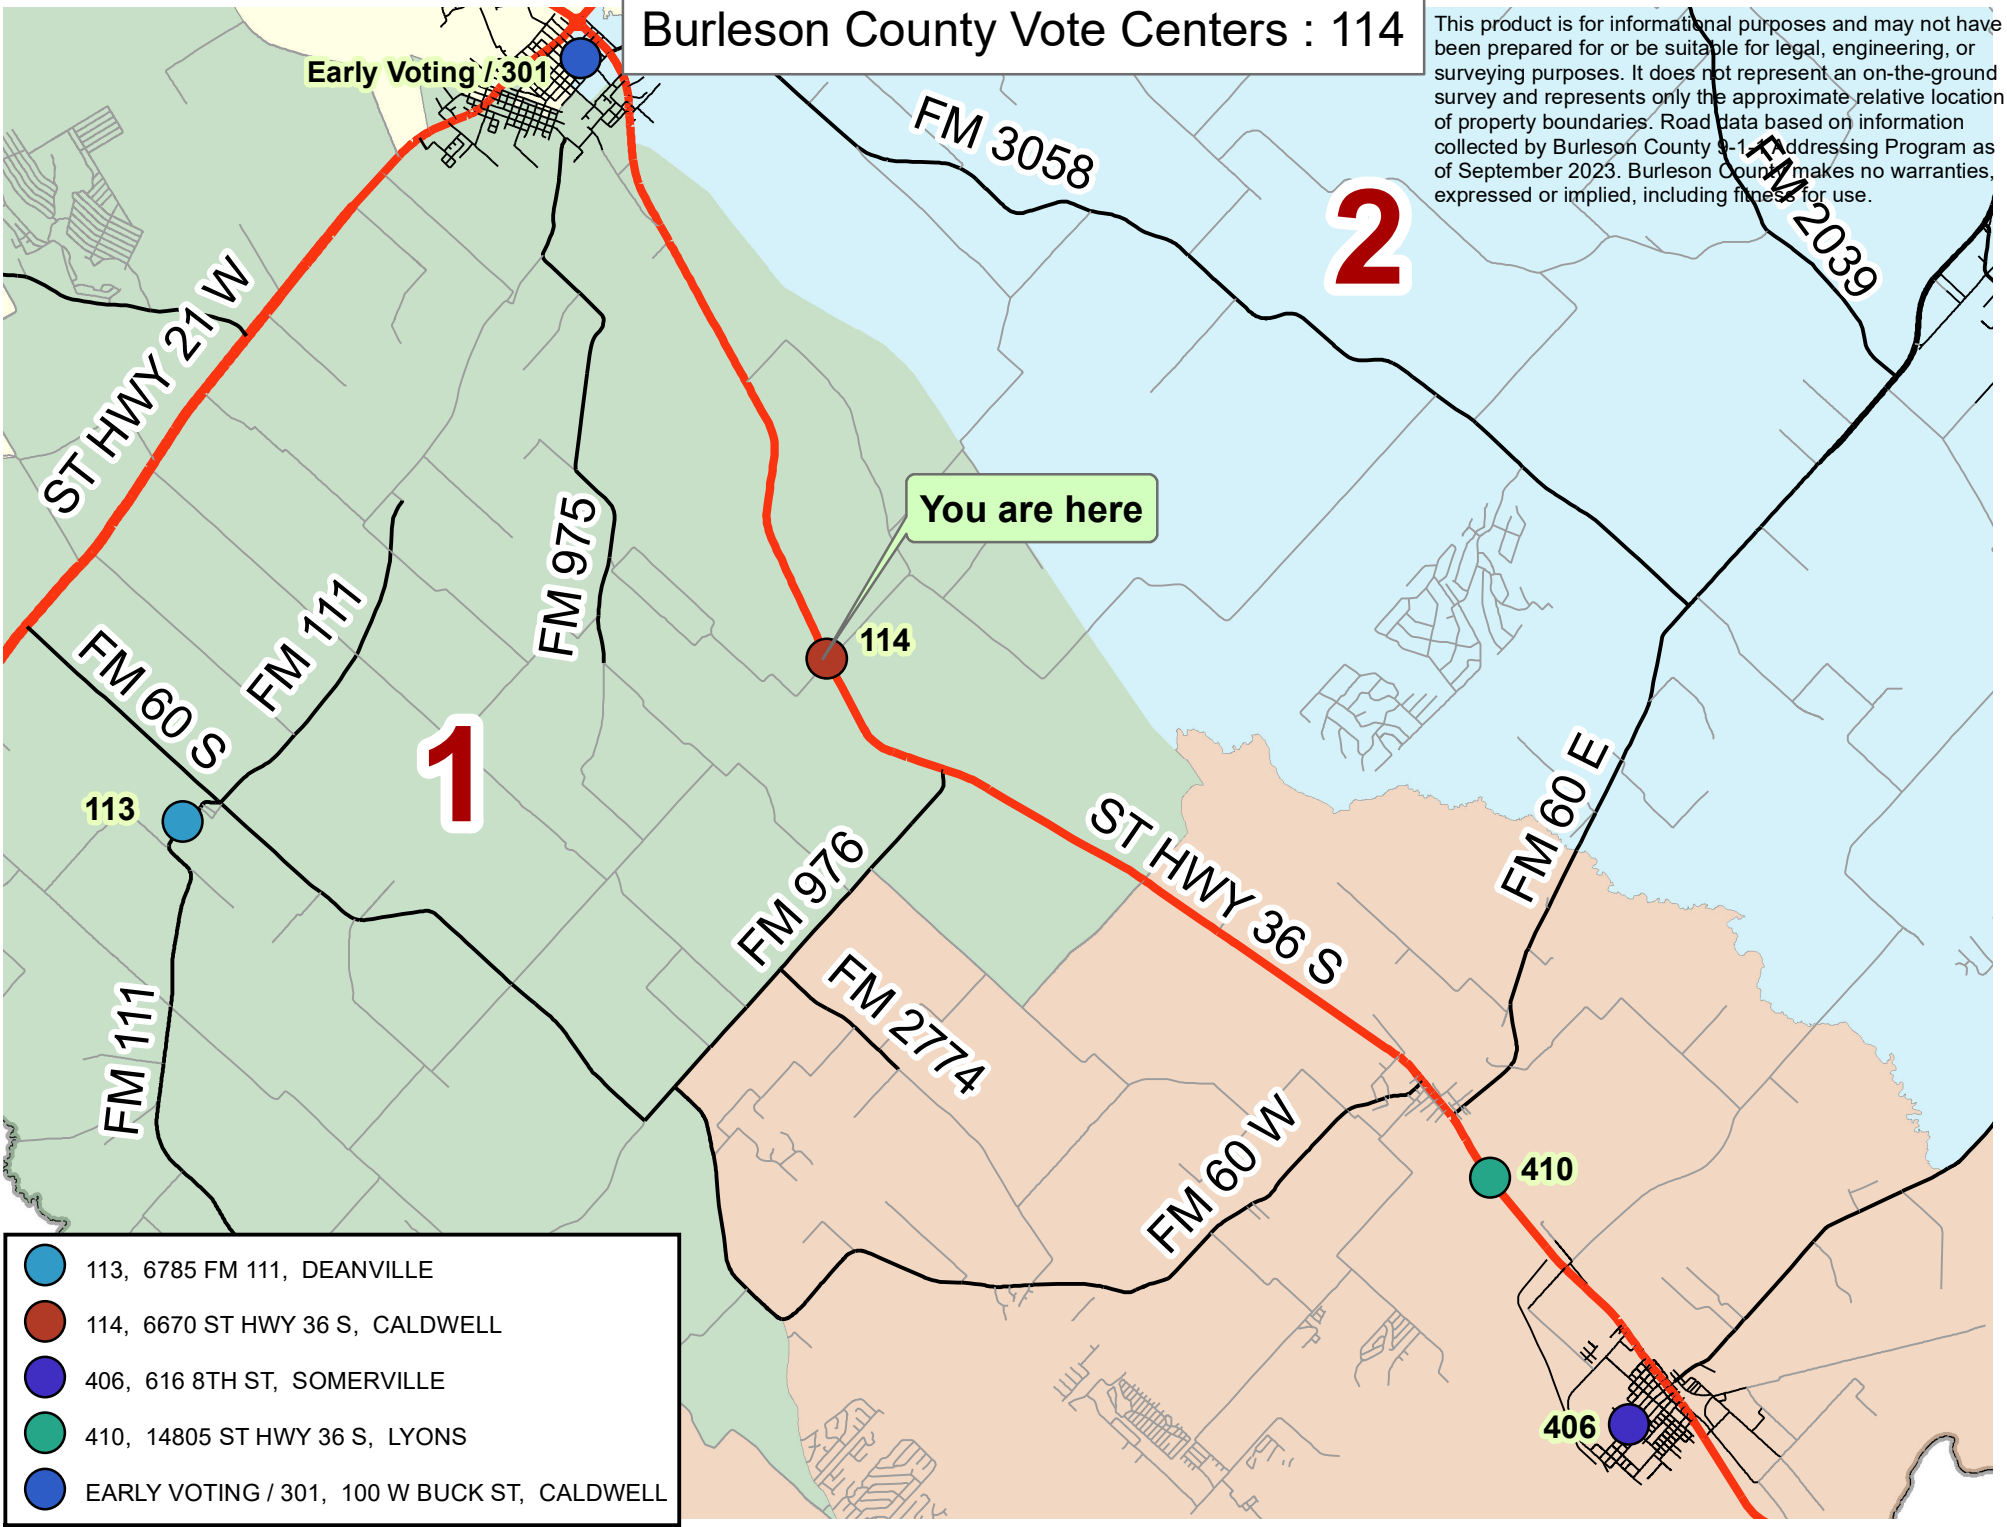 Burleson County Vote Centers : 114
This product is for informational purposes and may not have
been prepared for or be suitable for legal, engineering, or
surveying purposes. It does not represent an on-the-ground
survey and represents only the approximate relative location
of property boundaries. Road data based on information
collected by Burleson County 9-1-1 Addressing Program as
of September 2023. Burleson County makes no warranties,
expressed or implied, including fitness for use.
Early Voting / 301
FM 3058
FM 2039
2
ST HWY 21 W
You are here
FM 975
FM 111
114
FM 60 S
1
113
FM 60 E
ST HWY 36 S
FM 976
FM 2774
FM 111
FM 60 W
410
406
113, 6785 FM 111, DEANVILLE
114, 6670 ST HWY 36 S, CALDWELL
406, 616 8TH ST, SOMERVILLE
410, 14805 ST HWY 36 S, LYONS
EARLY VOTING / 301, 100 W BUCK ST, CALDWELL